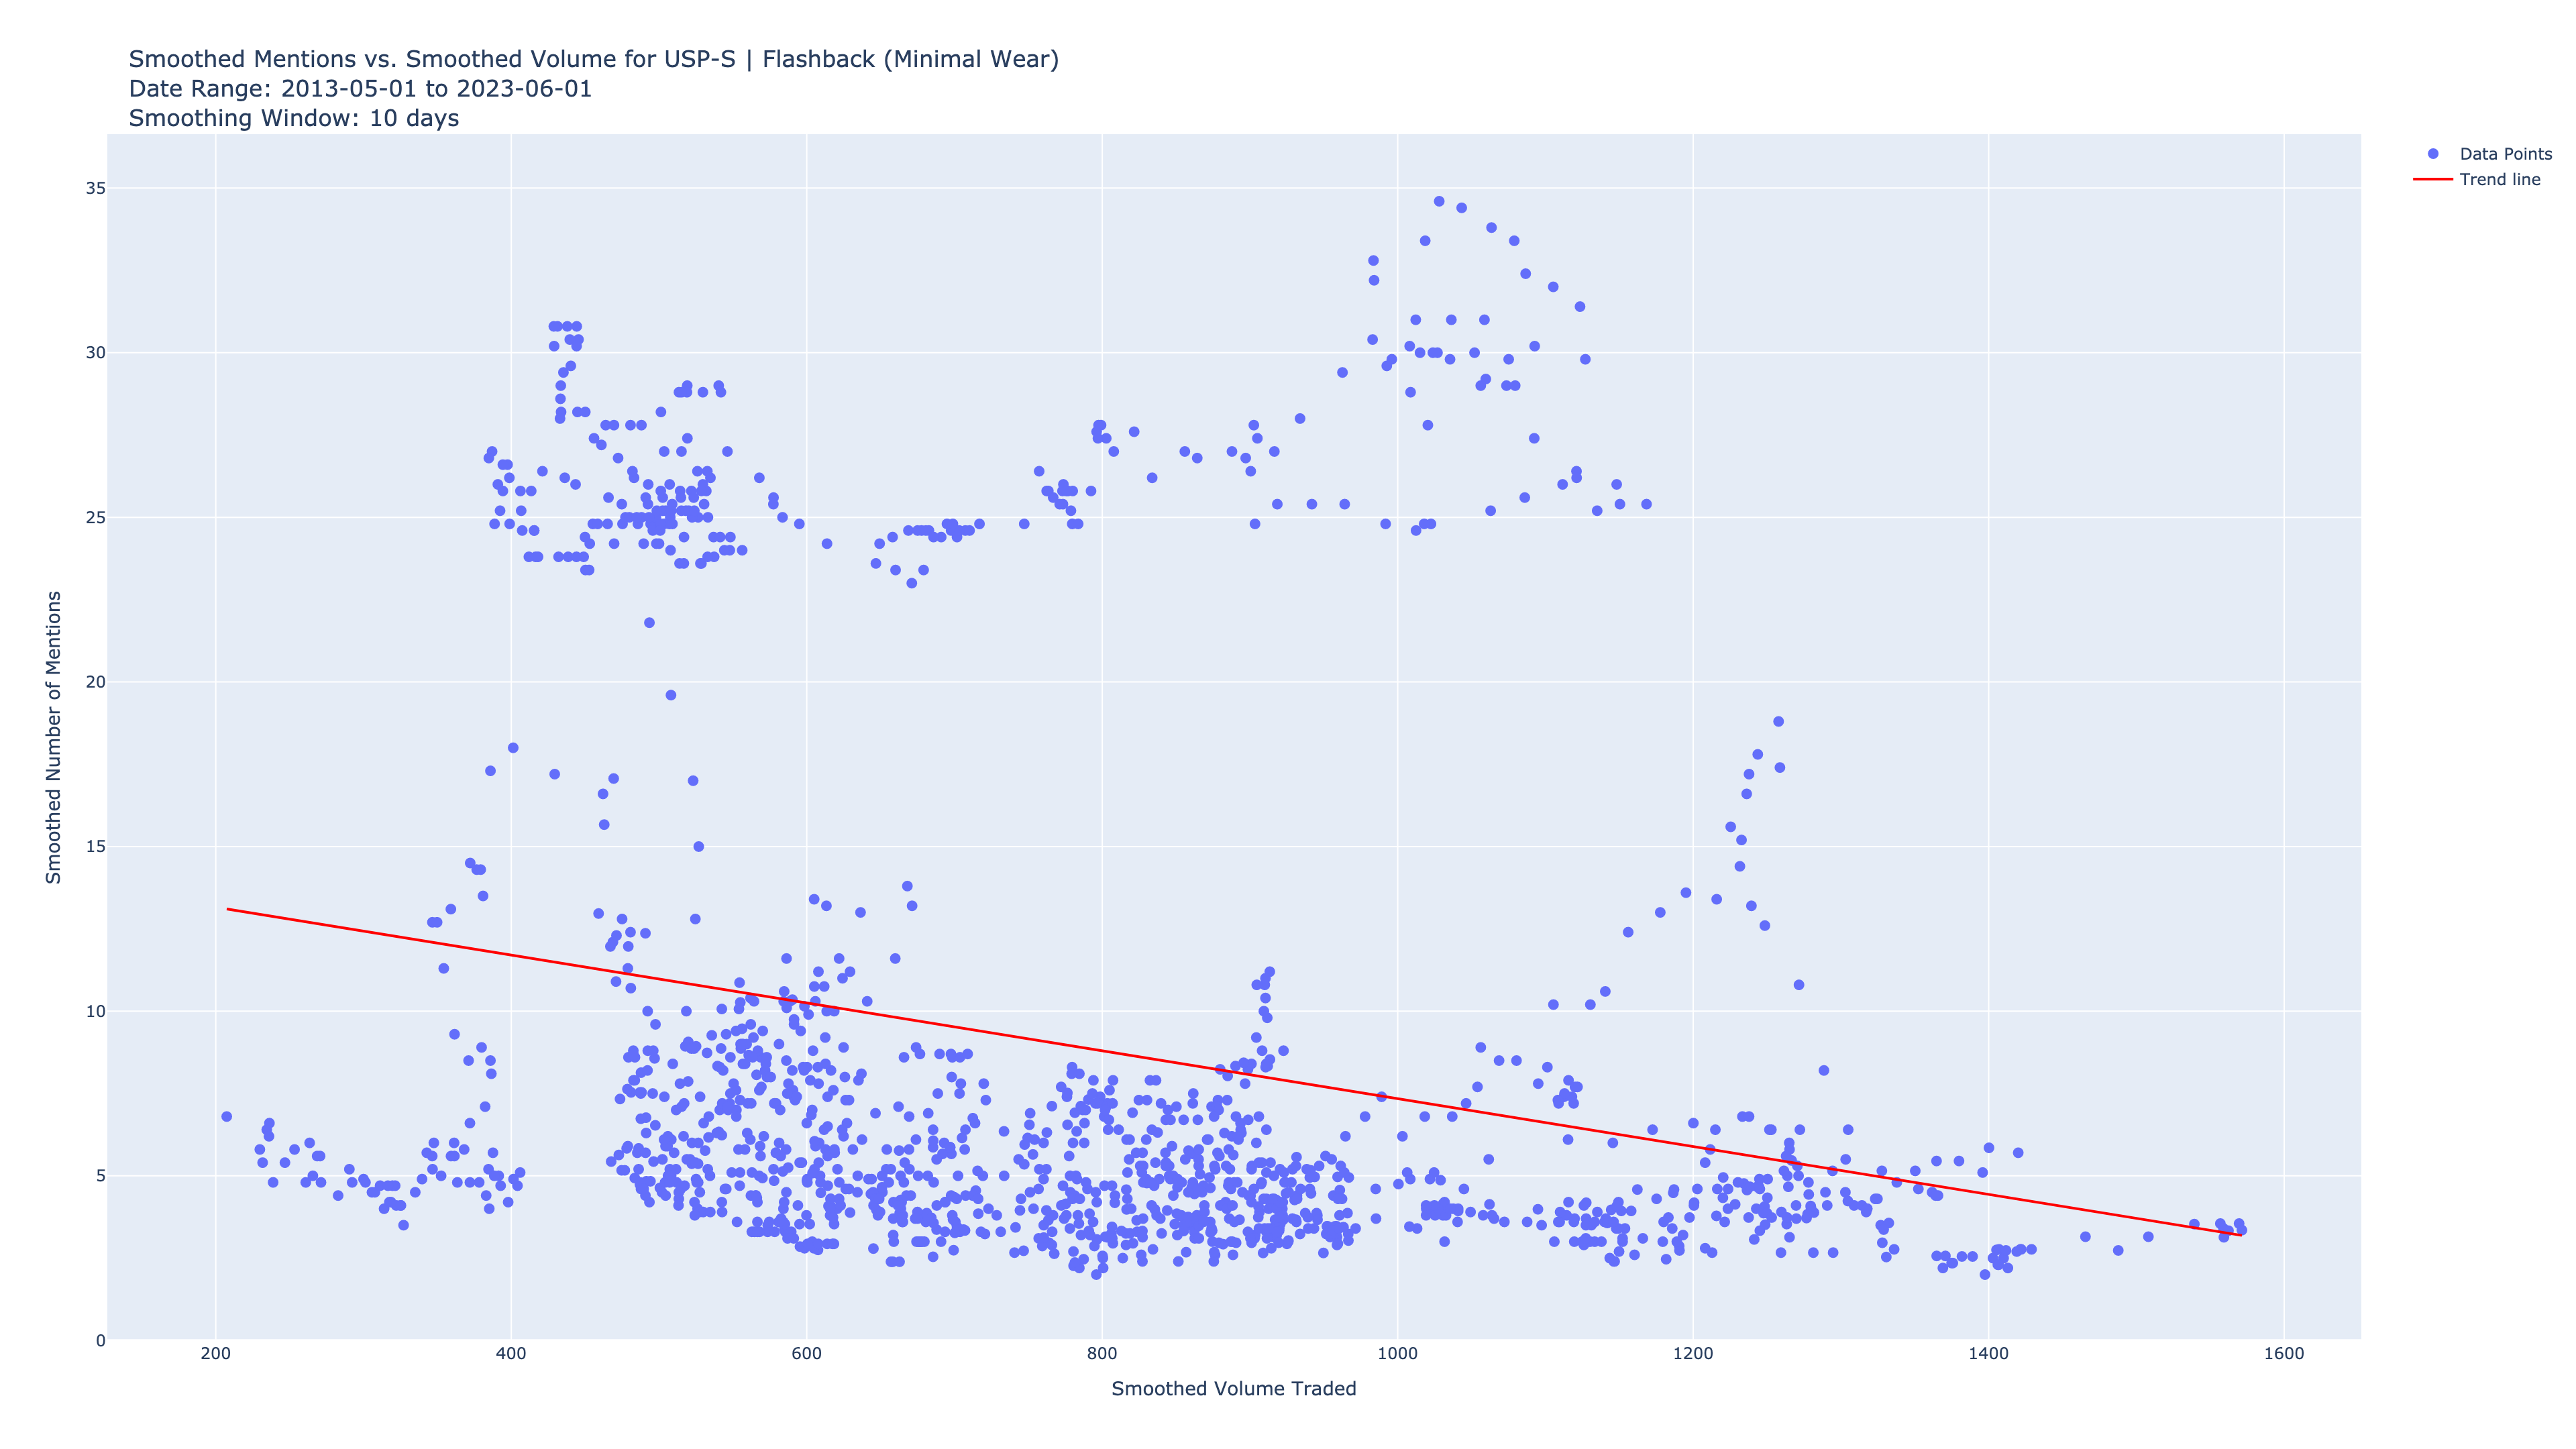 Smoothed Mentions vs. Smoothed Volume for USP-S | Flashback (Minimal Wear)
Date Range: 2013-05-01 to 2023-06-01
Smoothing Window: 10 days
Data Points
Trend line
35
30
25
20
15
10
5
0
Smoothed Number of Mentions
200 400 600 800 1000 1200 1400 1600
Smoothed Volume Traded